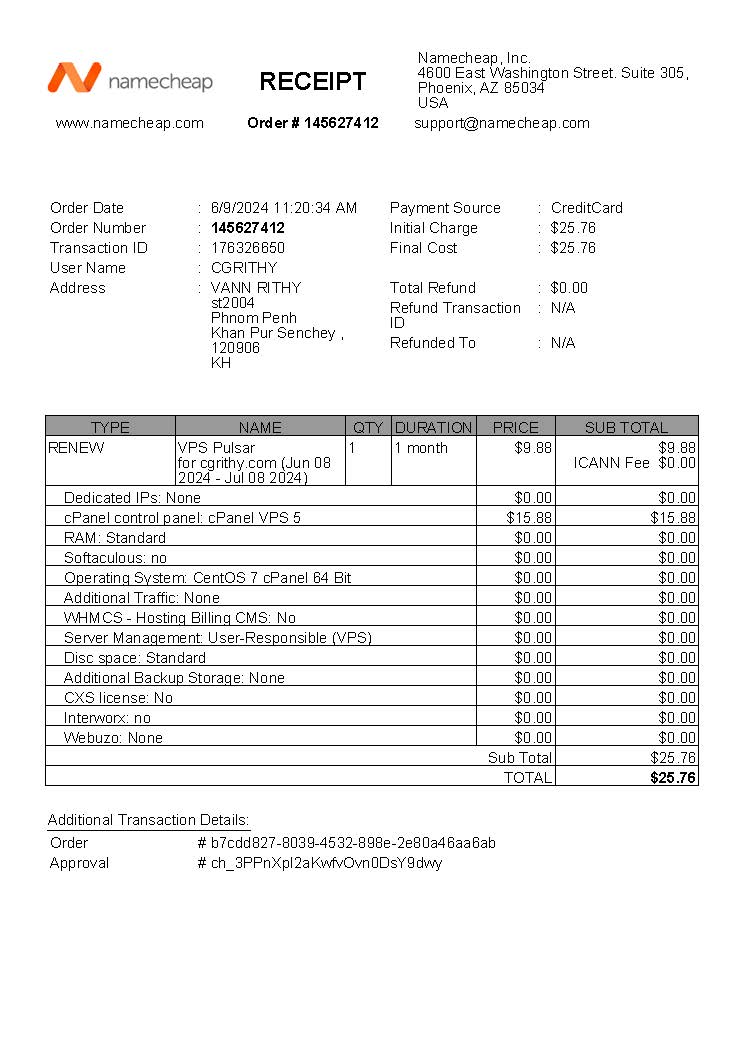 namecheap
RECEIPT
Namecheap, Inc.
4600 East Washington Street. Suite 305,
Phoenix, AZ 85034
USA
www.namecheap.com
Order # 145627412
support@namecheap.com
Order Date : 6/9/2024 11:20:34 AM
Order Number : 145627412
Transaction ID : 176326650
User Name : CGRITHY
Address : VANN RITHY
st2004
Phnom Penh
Khan Pur Senchey ,
120906
KH
Payment Source : CreditCard
Initial Charge : $25.76
Final Cost : $25.76
Total Refund : $0.00
Refund Transaction : N/A
ID
Refunded To : N/A
TYPE NAME QTY DURATION PRICE SUB TOTAL
RENEW VPS Pulsar 1 1 month $9.88 $9.88
for cgrithy.com (Jun 08 ICANN Fee $0.00
2024 - Jul 08 2024)
Dedicated IPs: None $0.00 $0.00
cPanel control panel: cPanel VPS 5 $15.88 $15.88
RAM: Standard $0.00 $0.00
Softaculous: no $0.00 $0.00
Operating System: CentOS 7 cPanel 64 Bit $0.00 $0.00
Additional Traffic: None $0.00 $0.00
WHMCS - Hosting Billing CMS: No $0.00 $0.00
Server Management: User-Responsible (VPS) $0.00 $0.00
Disc space: Standard $0.00 $0.00
Additional Backup Storage: None $0.00 $0.00
CXS license: No $0.00 $0.00
Interworx: no $0.00 $0.00
Webuzo: None $0.00 $0.00
Sub Total $25.76
TOTAL $25.76
Additional Transaction Details:
Order # b7cdd827-8039-4532-898e-2e80a46aa6ab
Approval # ch_3PPnXpI2aKwfvOvn0DsY9dwy